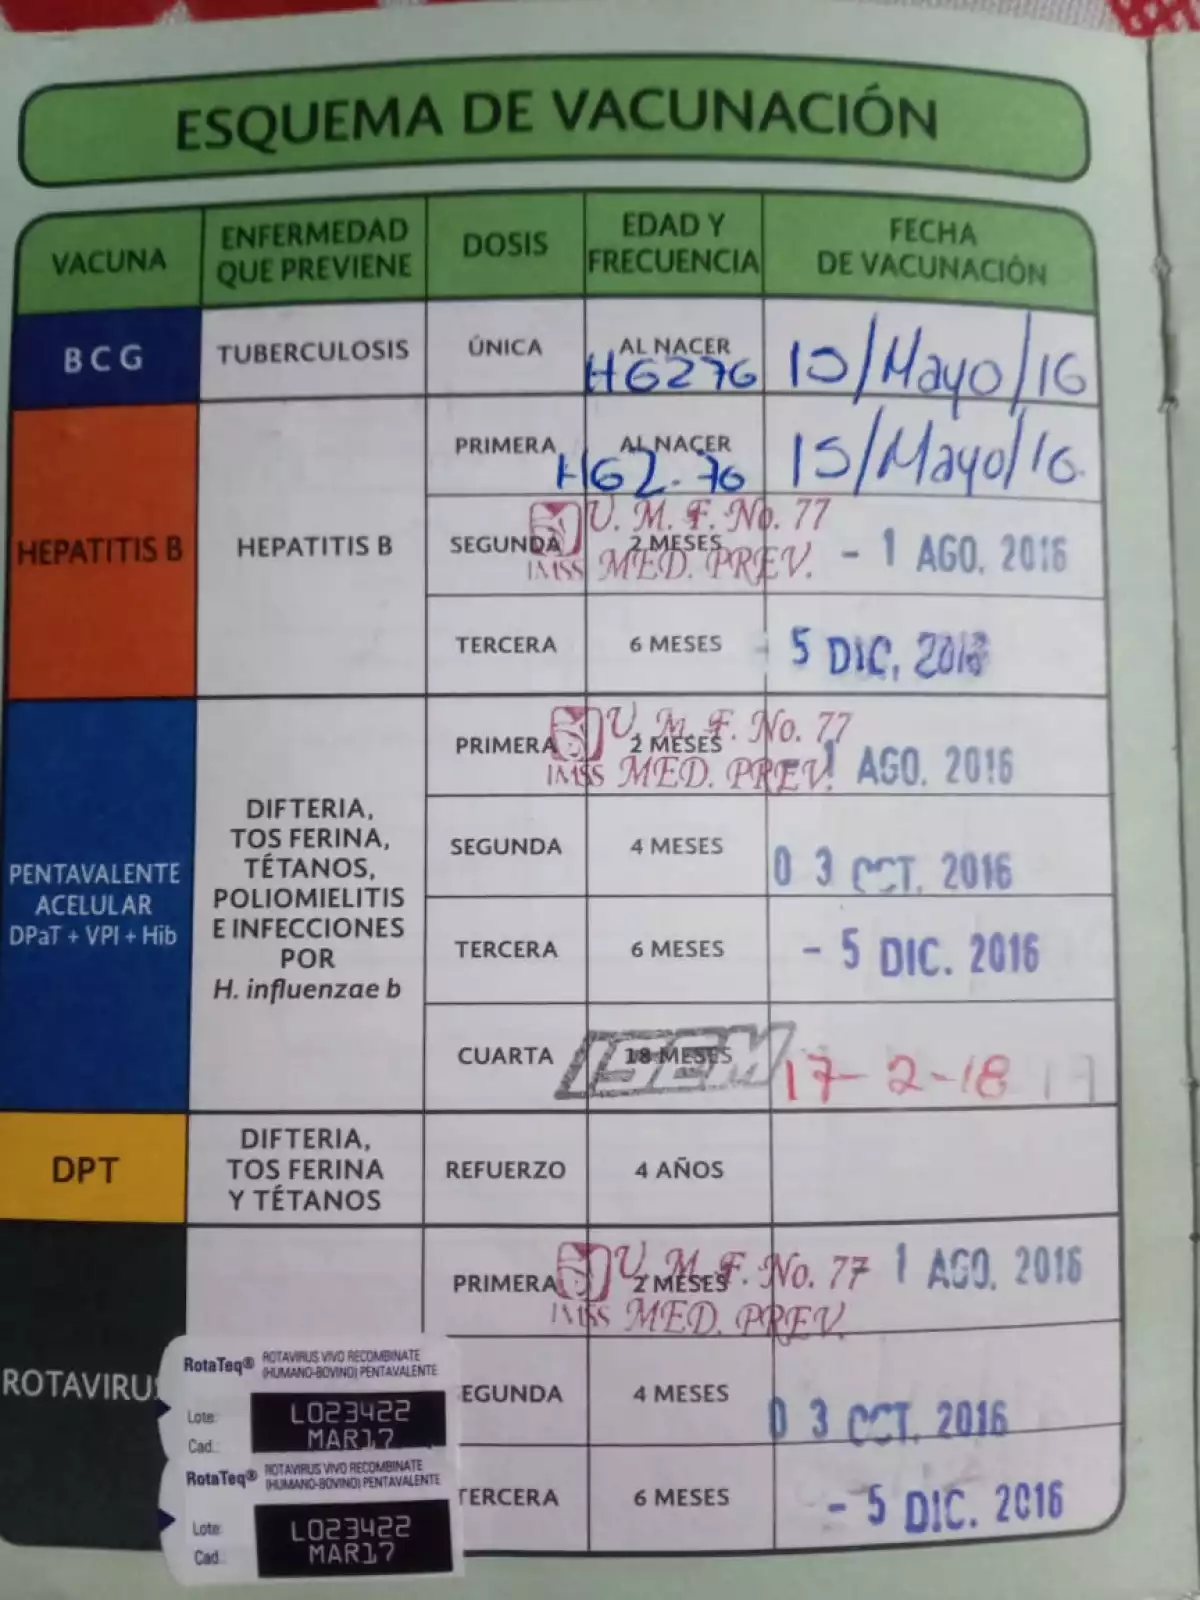 ESQUEMA DE VACUNACIÓN
VACUNA
ENFERMEDAD
QUE PREVIENE
DOSIS
EDAD Y
FRECUENCIA
FECHA
DE VACUNACIÓN
BCG
TUBERCULOSIS
ÚNICA
AL NACER
HGZ76
15/Mayo/16
HEPATITIS B
HEPATITIS B
PRIMERA
AL NACER
HGZ.76
15/Mayo/16
SEGUNDA
2 MESES
IMSS
U. M. F. No. 77
MED. PREV.
- 1 AGO. 2016
TERCERA
6 MESES
- 5 DIC.
PENTAVALENTE
ACELULAR
DPaT + VPI + Hib
DIFTERIA,
TOS FERINA,
TÉTANOS,
POLIOMIELITIS
E INFECCIONES
POR
H. influenzae b
PRIMERA
2 MESES
IMSS
U. M. F. No. 77
MED. PREV.
- 1 AGO. 2016
SEGUNDA
4 MESES
0 3 OCT. 2016
TERCERA
6 MESES
- 5 DIC. 2016
CUARTA
18 MESES
17-2-18
DPT
DIFTERIA,
TOS FERINA
Y TÉTANOS
REFUERZO
4 AÑOS
ROTAVIRUS
PRIMERA
2 MESES
IMSS
U. M. F. No. 77
MED. PREV.
1 AGO. 2016
EGUNDA
4 MESES
0 3 OCT. 2016
TERCERA
6 MESES
- 5 DIC. 2016
RotaTeq® ROTAVIRUS VIVO RECOMBINATE
(HUMANO-BOVINO) PENTAVALENTE
Lote: L023422
Cad.: MAR17
RotaTeq® ROTAVIRUS VIVO RECOMBINATE
(HUMANO-BOVINO) PENTAVALENTE
Lote: L023422
Cad.: MAR17